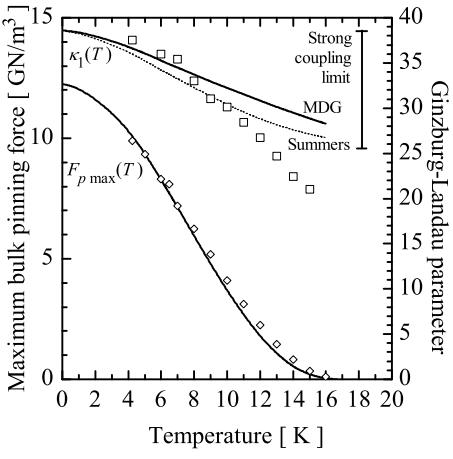 15
10
5
0
Maximum bulk pinning force [ GN/m³ ]
κ₁(T)
F_p max(T)
Strong
coupling
limit
MDG
Summers
40
35
30
25
20
15
10
5
0
Ginzburg-Landau parameter
0 2 4 6 8 10 12 14 16 18 20
Temperature [ K ]